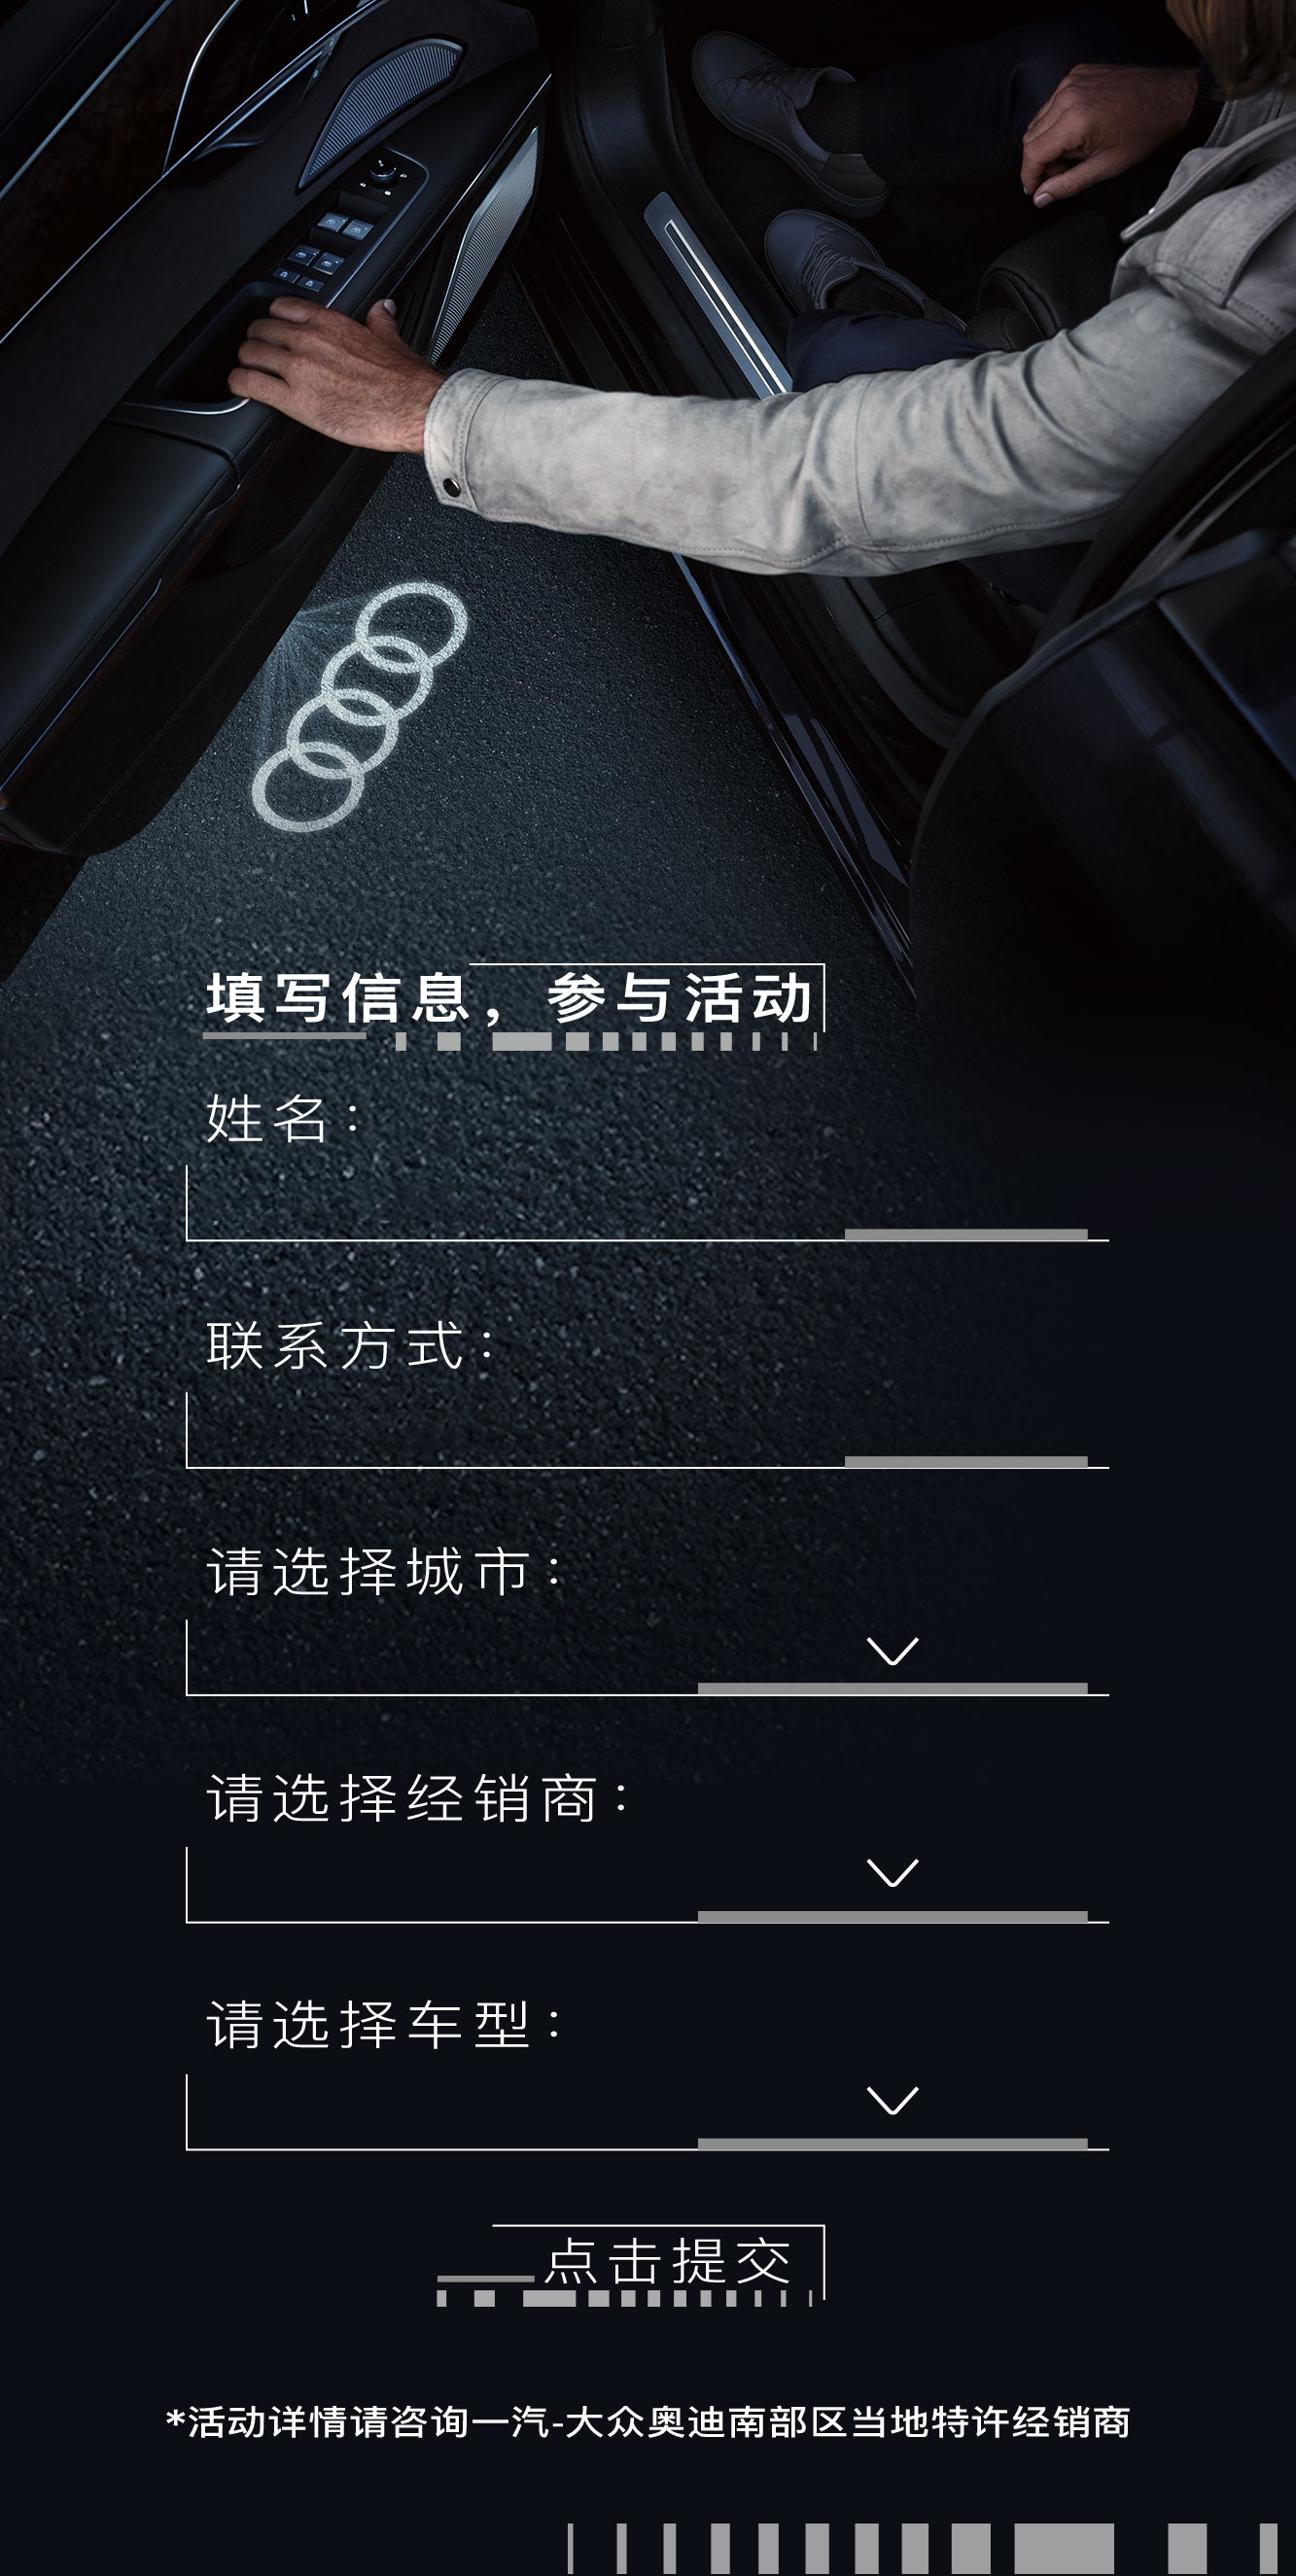 填写信息，参与活动
姓名：
联系方式：
请选择城市：
请选择经销商：
请选择车型：
点击提交
*活动详情请咨询一汽-大众奥迪南部区当地特许经销商